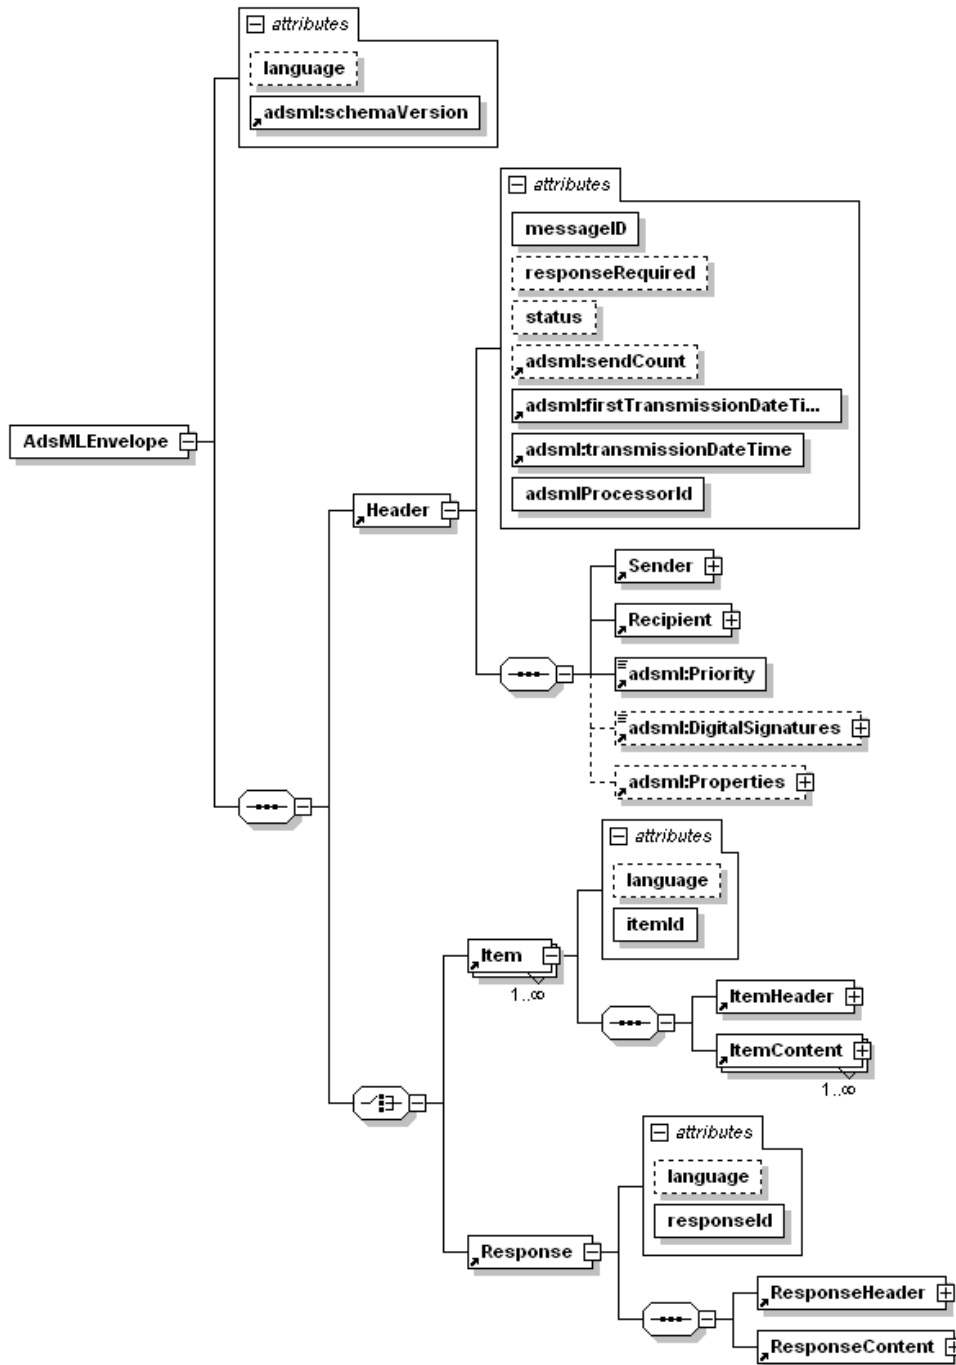 attributes
language
adsml:schemaVersion
attributes
messageID
responseRequired
status
adsml:sendCount
adsml:firstTransmissionDateTi...
adsml:transmissionDateTime
adsmlProcessorId
AdsMLEnvelope
Header
Sender
Recipient
adsml:Priority
adsml:DigitalSignatures
adsml:Properties
attributes
language
itemId
Item
1..∞
ItemHeader
ItemContent
1..∞
attributes
language
responseId
Response
ResponseHeader
ResponseContent